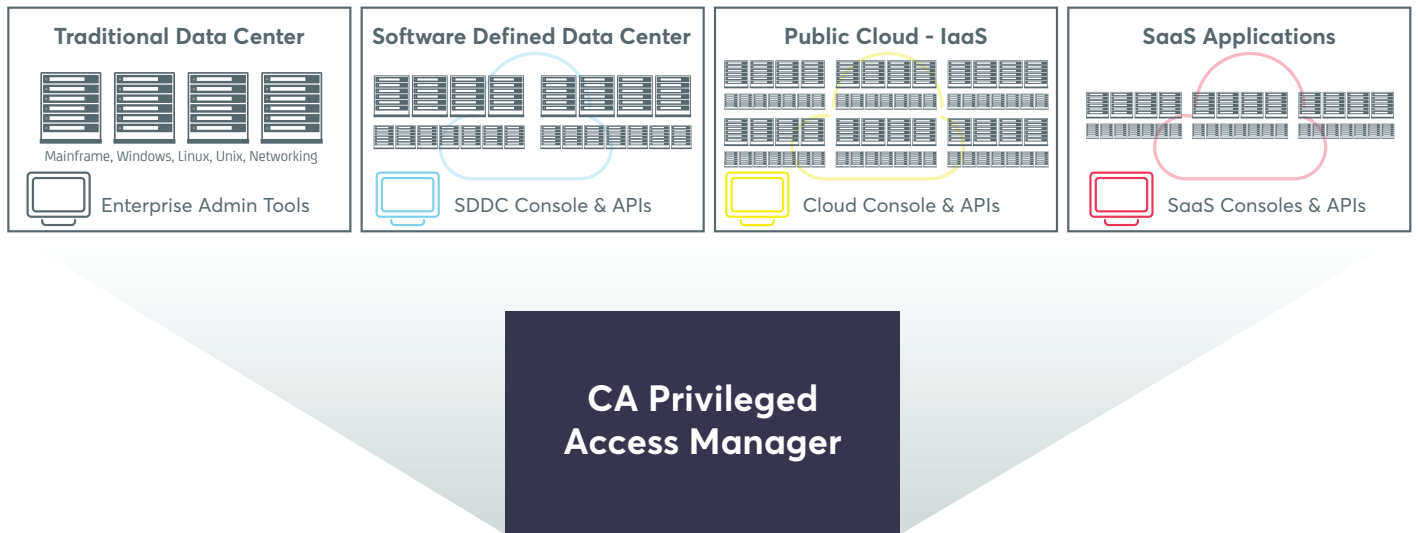 Traditional Data Center
Software Defined Data Center
Public Cloud - IaaS
SaaS Applications
Mainframe, Windows, Linux, Unix, Networking
Enterprise Admin Tools
SDDC Console & APIs
Cloud Console & APIs
SaaS Consoles & APIs
CA Privileged
Access Manager